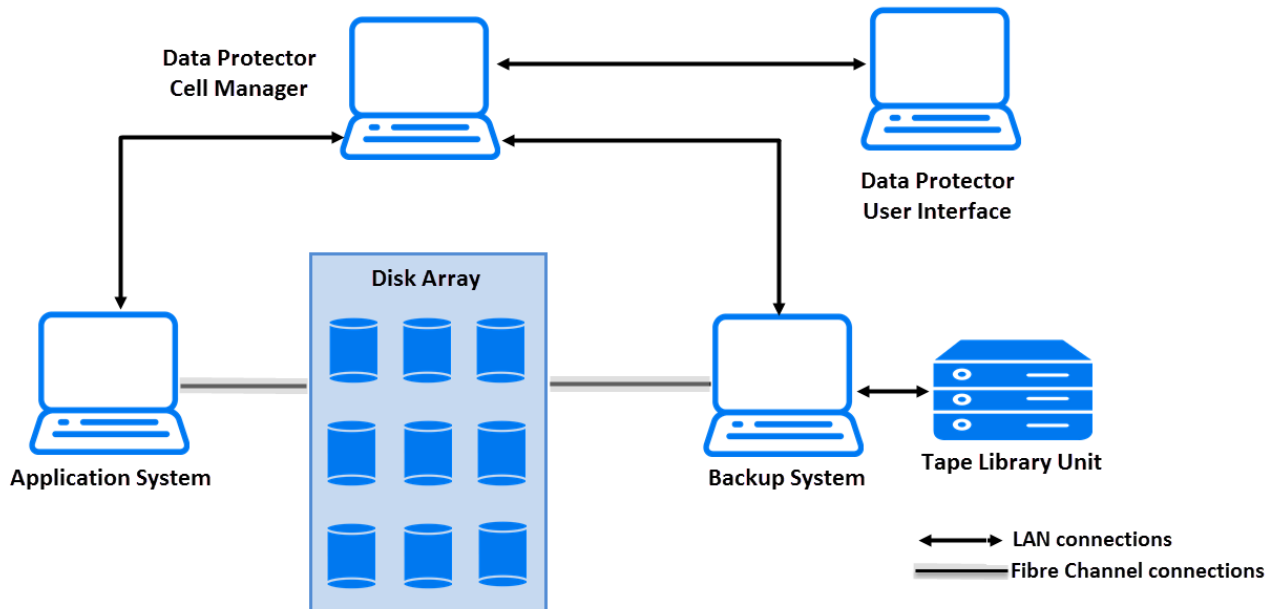 Data Protector
Cell Manager
Data Protector
User Interface
Disk Array
Application System
Backup System
Tape Library Unit
LAN connections
Fibre Channel connections